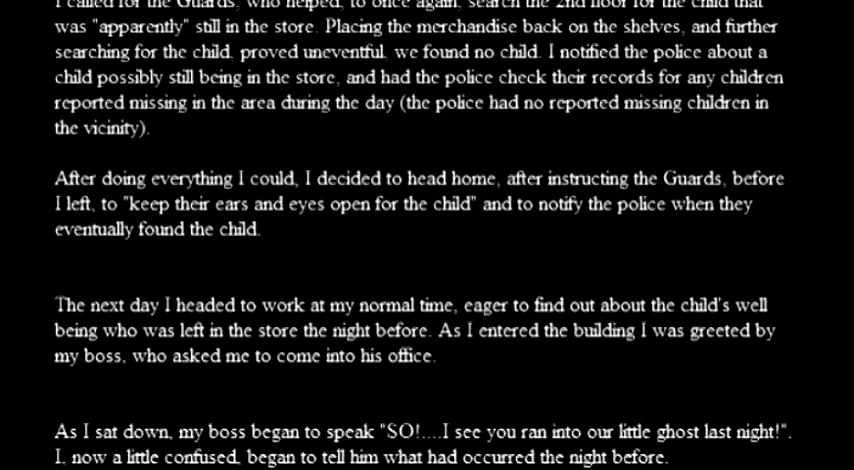 I called for the Guards, who helped, to once again, search the 2nd floor for the child that
was "apparently" still in the store. Placing the merchandise back on the shelves, and further
searching for the child, proved uneventful, we found no child. I notified the police about a
child possibly still being in the store, and had the police check their records for any children
reported missing in the area during the day (the police had no reported missing children in
the vicinity).
After doing everything I could, I decided to head home, after instructing the Guards, before
I left, to "keep their ears and eyes open for the child" and to notify the police when they
eventually found the child.
The next day I headed to work at my normal time, eager to find out about the child's well
being who was left in the store the night before. As I entered the building I was greeted by
my boss, who asked me to come into his office.
As I sat down, my boss began to speak "SO!....I see you ran into our little ghost last night!".
I, now a little confused, began to tell him what had occurred the night before.